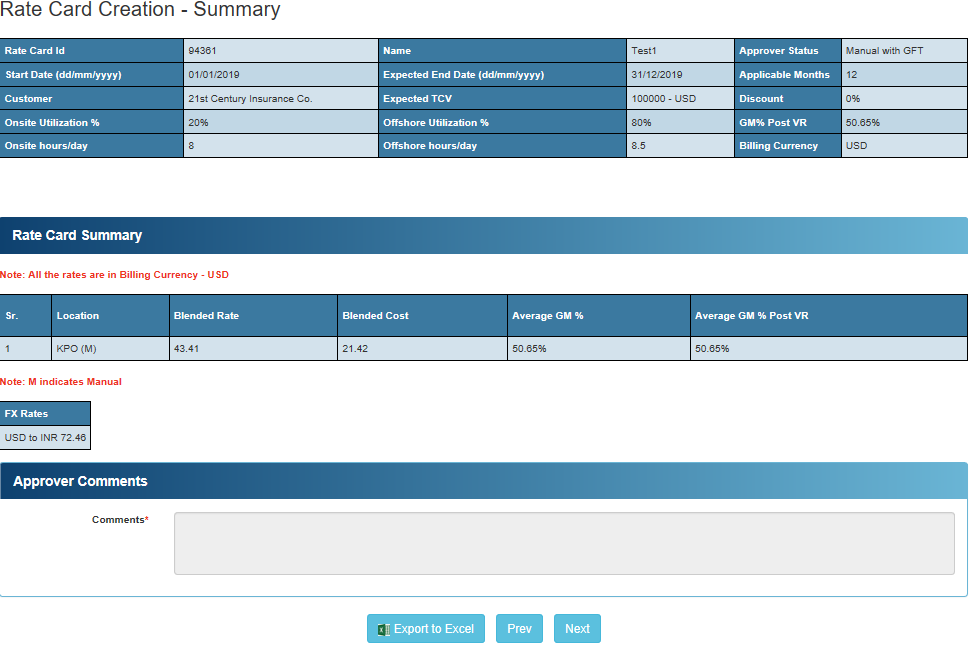 Rate Card Creation - Summary
Rate Card Id 94361 Name Test1 Approver Status Manual with GFT
Start Date (dd/mm/yyyy) 01/01/2019 Expected End Date (dd/mm/yyyy) 31/12/2019 Applicable Months 12
Customer 21st Century Insurance Co. Expected TCV 100000 - USD Discount 0%
Onsite Utilization % 20% Offshore Utilization % 80% GM% Post VR 50.65%
Onsite hours/day 8 Offshore hours/day 8.5 Billing Currency USD
Rate Card Summary
Note: All the rates are in Billing Currency - USD
Sr. Location Blended Rate Blended Cost Average GM % Average GM % Post VR
1 KPO (M) 43.41 21.42 50.65% 50.65%
Note: M indicates Manual
FX Rates
USD to INR 72.46
Approver Comments
Comments*
Export to Excel Prev Next